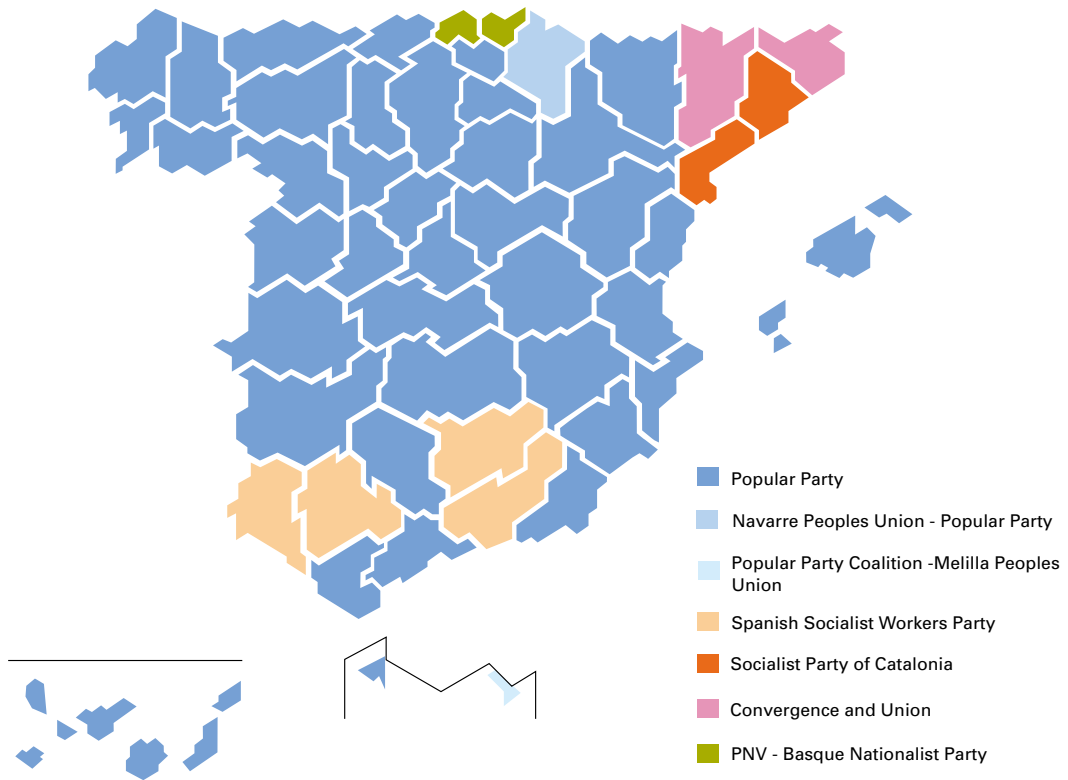 Popular Party
Navarre Peoples Union - Popular Party
Popular Party Coalition -Melilla Peoples
Union
Spanish Socialist Workers Party
Socialist Party of Catalonia
Convergence and Union
PNV - Basque Nationalist Party